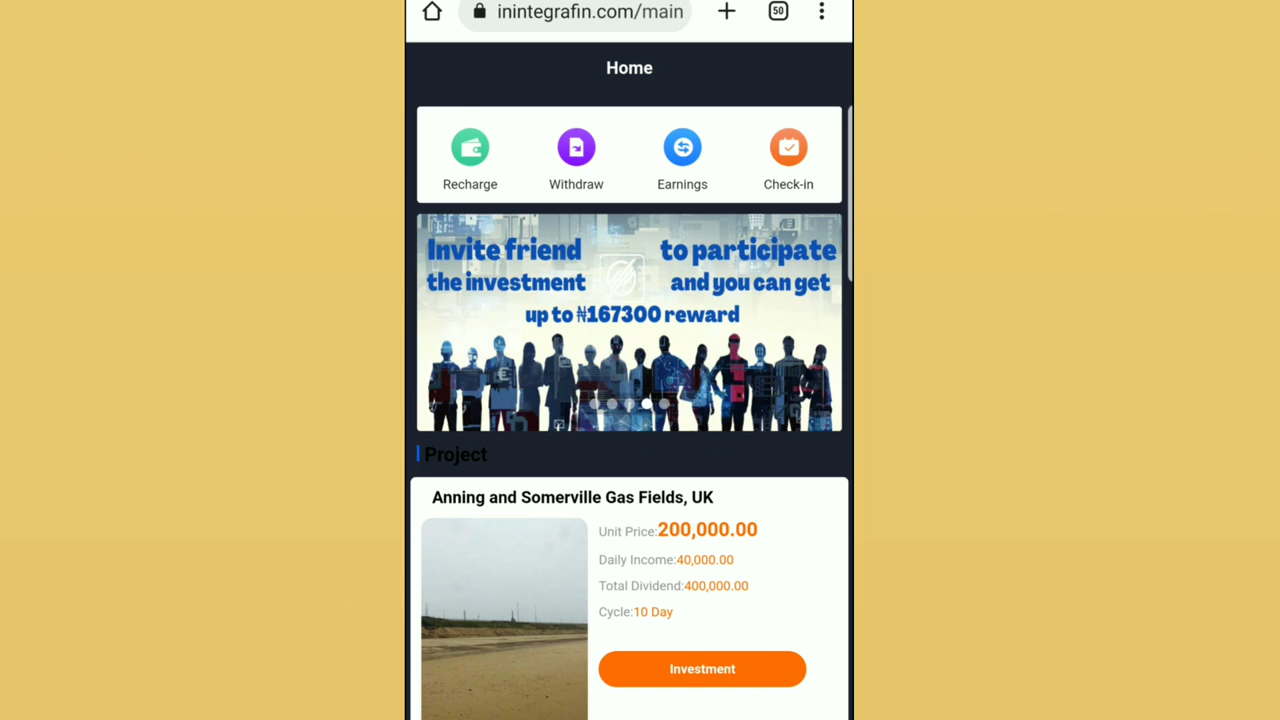 inintegrafin.com/main
50
Home
Recharge Withdraw Earnings Check-in
Invite friend to participate
the investment and you can get
up to ₦167300 reward
Project
Anning and Somerville Gas Fields, UK
Unit Price:200,000.00
Daily Income:40,000.00
Total Dividend:400,000.00
Cycle:10 Day
Investment